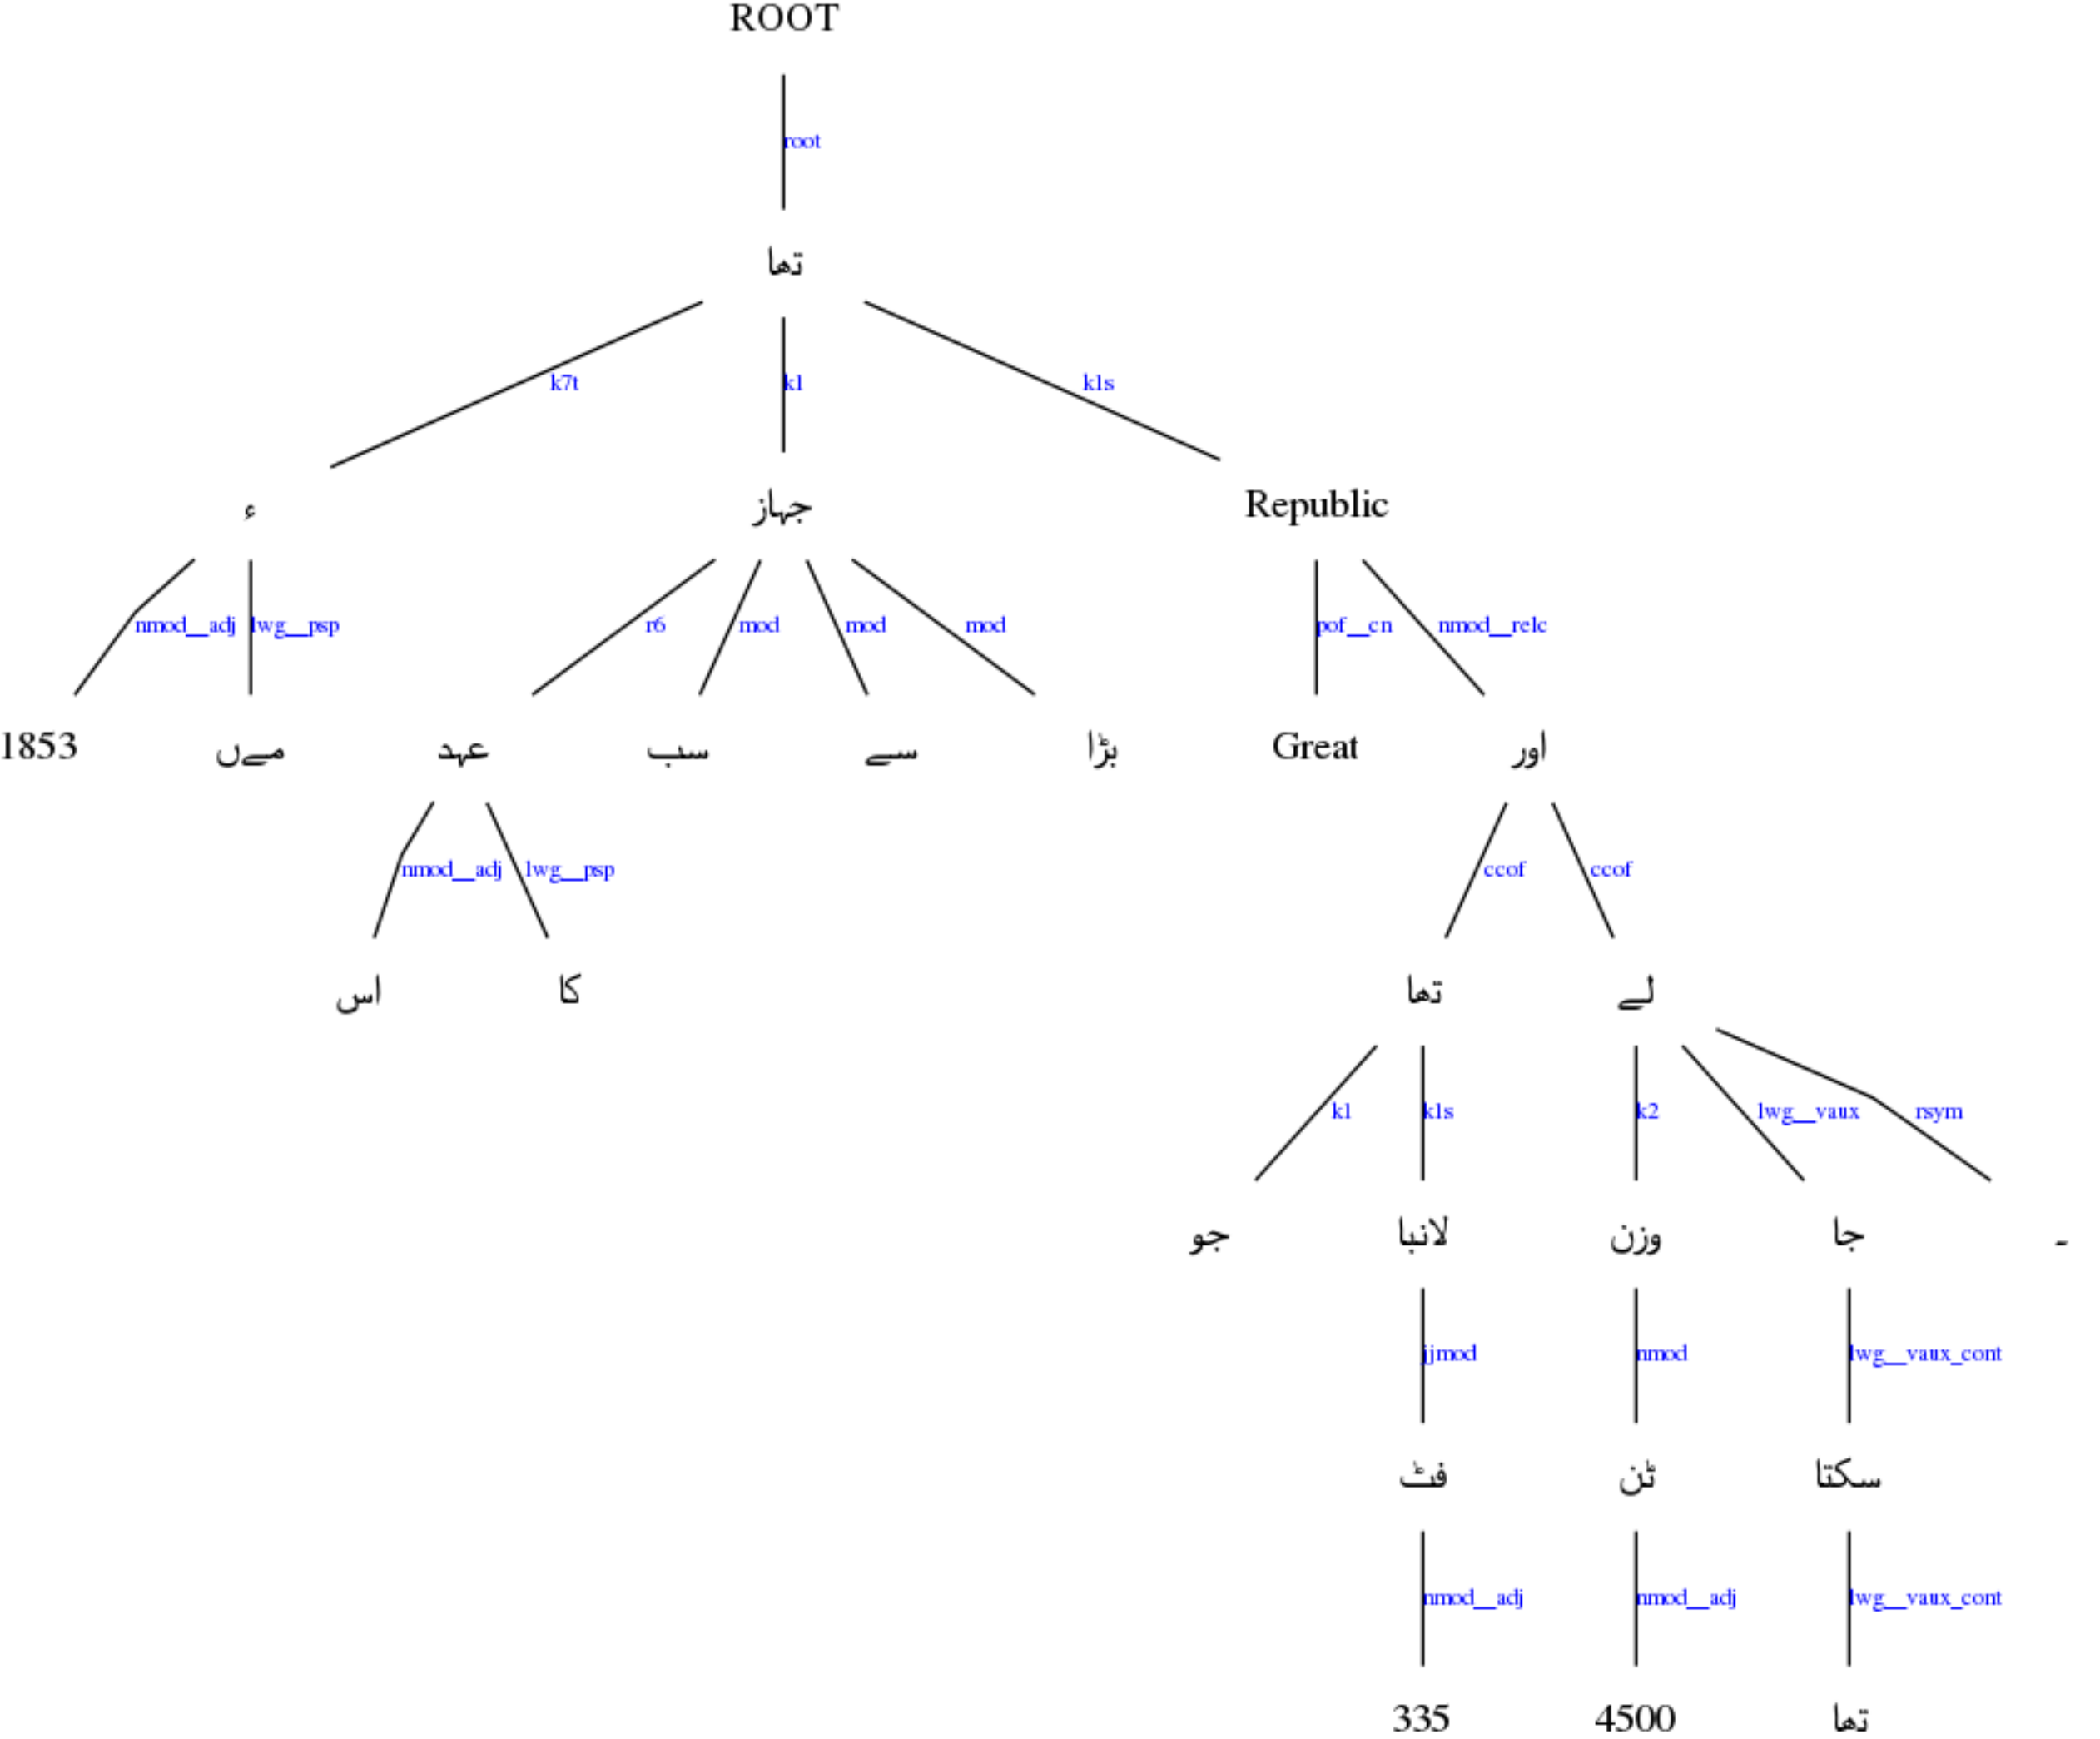 ROOT
root
تھا
k7t k1 k1s
ء جہاز Republic
nmod__adj lwg__psp r6 mod mod mod pof__cn nmod__relc
1853 مےں عہد سب سے بڑا Great اور
nmod__adj lwg__psp ccof ccof
اس کا تھا لے
k1 k1s k2 lwg__vaux rsym
جو لانبا وزن جا ۔
jjmod nmod lwg__vaux_cont
فٹ ٹن سکتا
nmod__adj nmod__adj lwg__vaux_cont
335 4500 تھا